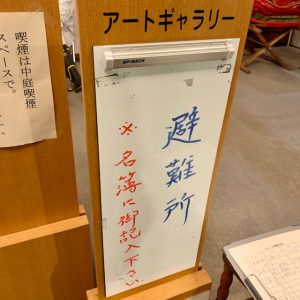 アートギャラリー
喫煙は中庭喫煙
スペースで。
避難所
※名簿に御記入下さい